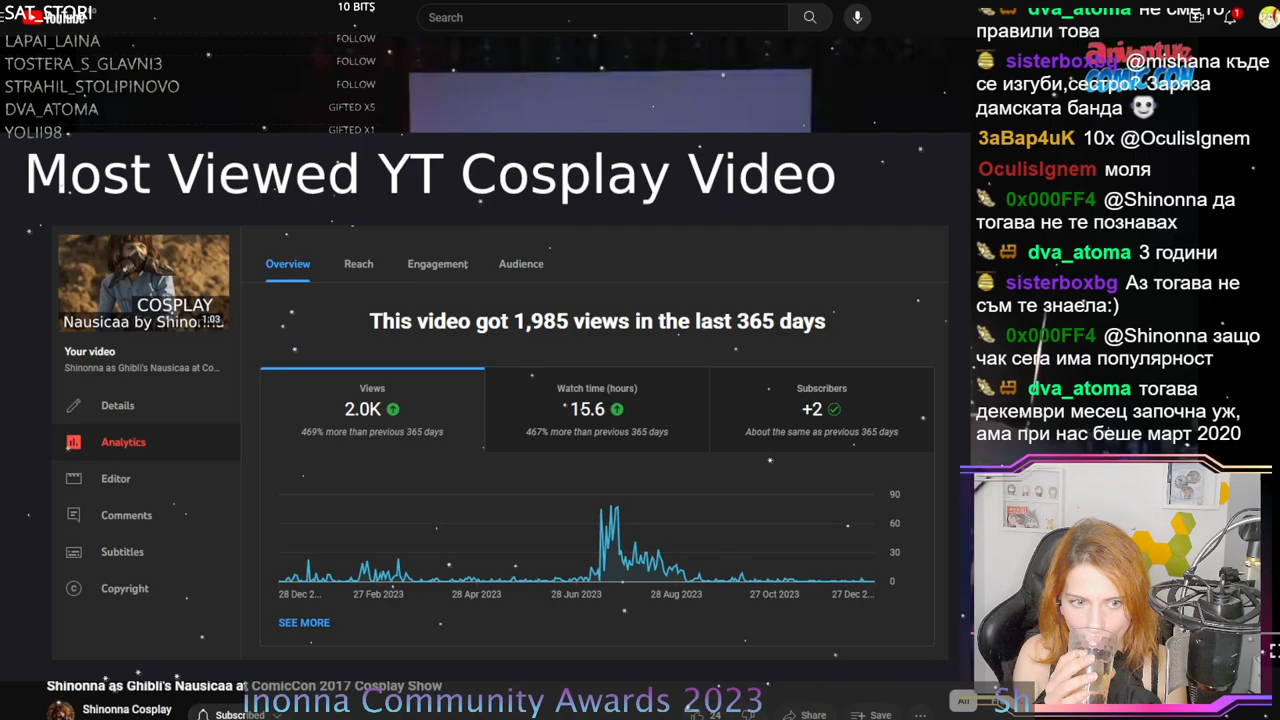 SAT_STORI
10 BITS
YouTube
Search
1
LAPAI_LAINA
FOLLOW
TOSTERA_S_GLAVNI3
FOLLOW
STRAHIL_STOLIPINOVO
FOLLOW
DVA_ATOMA
GIFTED X5
YOLII98
GIFTED X1
Most Viewed YT Cosplay Video
COSPLAY
Nausicaa by Shinonna
1:03
Your video
Shinonna as Ghibli's Nausicaa at Co...
Details
Analytics
Editor
Comments
Subtitles
Copyright
Overview
Reach
Engagement
Audience
This video got 1,985 views in the last 365 days
Views
2.0K
469% more than previous 365 days
Watch time (hours)
15.6
467% more than previous 365 days
Subscribers
+2
About the same as previous 365 days
90
60
30
0
28 Dec 2...
27 Feb 2023
28 Apr 2023
28 Jun 2023
28 Aug 2023
27 Oct 2023
27 Dec 2...
SEE MORE
Shinonna as Ghibli's Nausicaa at ComicCon 2017 Cosplay Show
inonna Community Awards 2023
Sh
All
Shinonna Cosplay
Subscribed
24
Share
Save
COMIC CON
dva_atoma не сме го
правили това
sisterboxbg @mishana къде
се изгуби,сестро? Заряза
дамската банда
3aBap4uK 10x @OculisIgnem
OculisIgnem моля
0x000FF4 @Shinonna да
тогава не те познавах
dva_atoma 3 години
sisterboxbg Аз тогава не
съм те знаела:)
0x000FF4 @Shinonna защо
чак сега има популярност
dva_atoma тогава
декември месец започна уж,
ама при нас беше март 2020